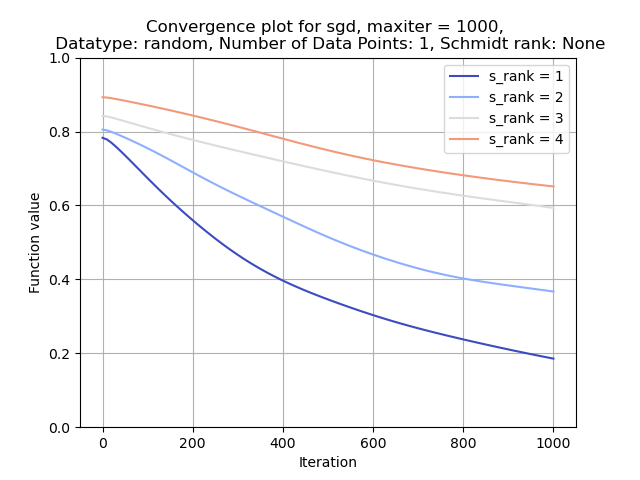 Convergence plot for sgd, maxiter = 1000,
Datatype: random, Number of Data Points: 1, Schmidt rank: None
1.0
0.8
0.6
0.4
0.2
0.0
Function value
s_rank = 1
s_rank = 2
s_rank = 3
s_rank = 4
0 200 400 600 800 1000
Iteration